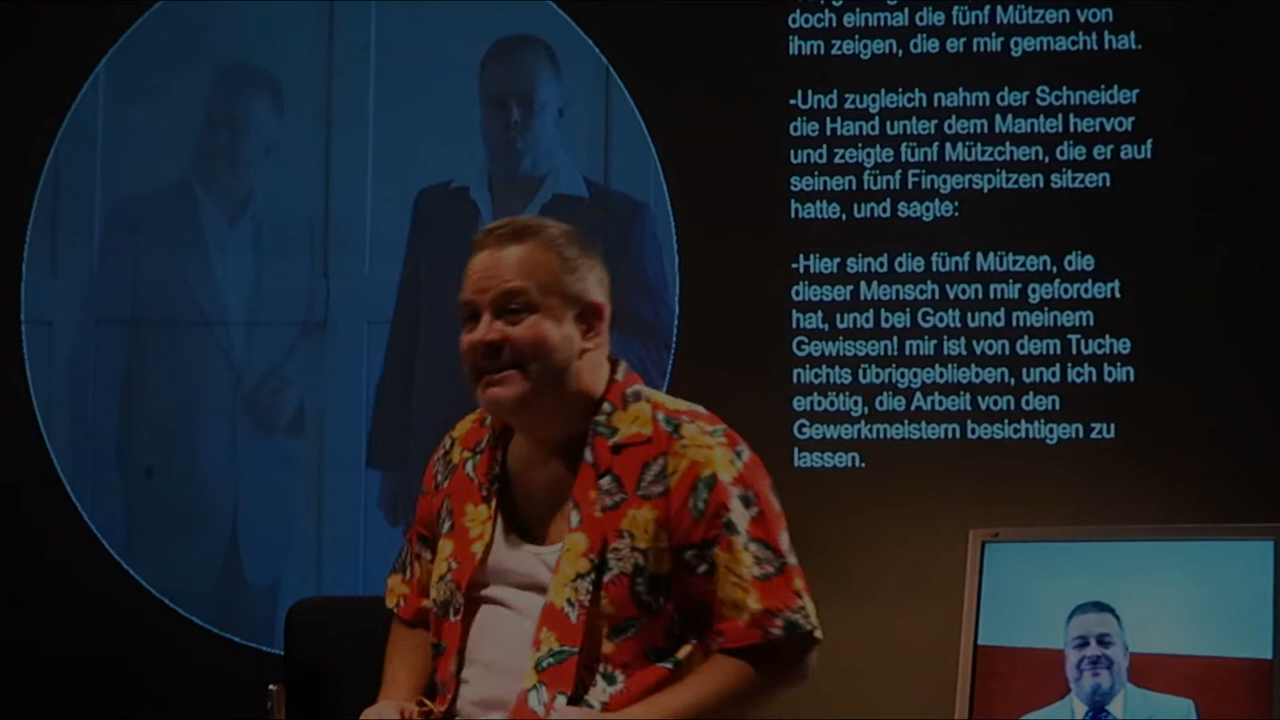 doch einmal die fünf Mützen von
ihm zeigen, die er mir gemacht hat.
-Und zugleich nahm der Schneider
die Hand unter dem Mantel hervor
und zeigte fünf Mützchen, die er auf
seinen fünf Fingerspitzen sitzen
hatte, und sagte:
-Hier sind die fünf Mützen, die
dieser Mensch von mir gefordert
hat, und bei Gott und meinem
Gewissen! mir ist von dem Tuche
nichts übriggeblieben, und ich bin
erbötig, die Arbeit von den
Gewerkmeistern besichtigen zu
lassen.